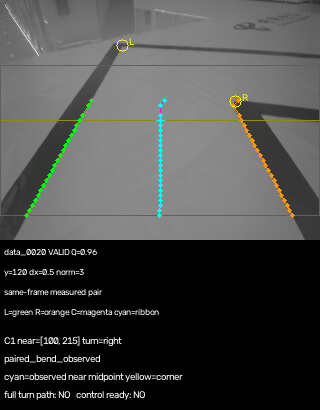 L
R
data_0020 VALID Q=0.96
y=120 dx=0.5 norm=3
same-frame measured pair
L=green R=orange C=magenta cyan=ribbon
C1 near=[100, 215] turn=right
paired_bend_observed
cyan=observed near midpoint yellow=corner
full turn path: NO control ready: NO